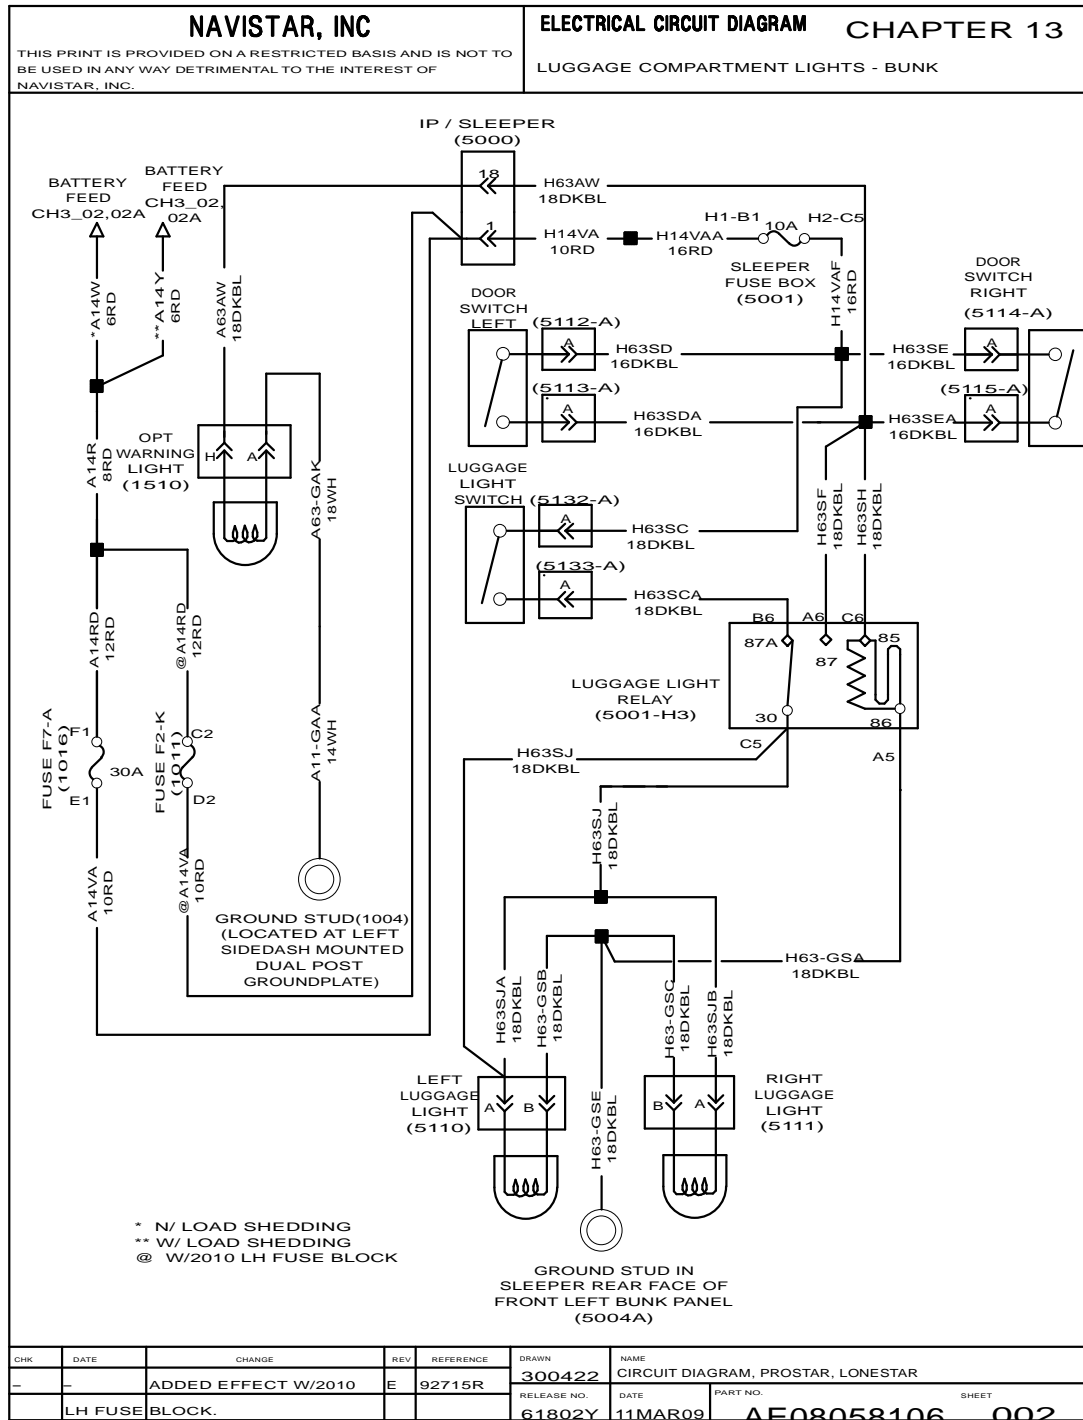 NAVISTAR, INC
THIS PRINT IS PROVIDED ON A RESTRICTED BASIS AND IS NOT TO
BE USED IN ANY WAY DETRIMENTAL TO THE INTEREST OF
NAVISTAR, INC.
ELECTRICAL CIRCUIT DIAGRAM
CHAPTER 13
LUGGAGE COMPARTMENT LIGHTS - BUNK
IP / SLEEPER
(5000)
BATTERY
FEED
CH3_02,02A
BATTERY
FEED
CH3_02,
02A
18
H63AW
18DKBL
1
H14VA
10RD
H14VAA
16RD
H1-B1
10A
H2-C5
SLEEPER
FUSE BOX
(5001)
H14VAF
16RD
DOOR
SWITCH
RIGHT
(5114-A)
*A14W
6RD
**A14Y
6RD
A63AW
18DKBL
DOOR
SWITCH
LEFT
(5112-A)
A
H63SD
16DKBL
H63SE
16DKBL
A
(5113-A)
A
H63SDA
16DKBL
H63SEA
16DKBL
(5115-A)
A
A14R
8RD
OPT
WARNING
LIGHT
(1510)
H
A
A63-GAK
18WH
LUGGAGE
LIGHT
SWITCH
(5132-A)
A
H63SC
18DKBL
(5133-A)
A
H63SCA
18DKBL
H63SF
18DKBL
H63SH
18DKBL
A14RD
12RD
@A14RD
12RD
B6
A6
C6
87A
87
85
30
86
LUGGAGE LIGHT
RELAY
(5001-H3)
C5
A5
A11-GAA
14WH
FUSE F7-A
(1016)
F1
30A
E1
FUSE F2-K
(1011)
C2
D2
H63SJ
18DKBL
H63SJ
18DKBL
A14VA
10RD
@A14VA
10RD
GROUND STUD(1004)
(LOCATED AT LEFT
SIDEDASH MOUNTED
DUAL POST
GROUNDPLATE)
H63-GSA
18DKBL
H63SJA
18DKBL
H63-GSB
18DKBL
H63-GSC
18DKBL
H63SJB
18DKBL
H63-GSE
18DKBL
LEFT
LUGGAGE
LIGHT
(5110)
A
B
B
A
RIGHT
LUGGAGE
LIGHT
(5111)
* N/ LOAD SHEDDING
** W/ LOAD SHEDDING
@ W/2010 LH FUSE BLOCK
GROUND STUD IN
SLEEPER REAR FACE OF
FRONT LEFT BUNK PANEL
(5004A)
CHK DATE CHANGE REV REFERENCE
- - ADDED EFFECT W/2010 E 92715R
LH FUSE BLOCK.
DRAWN
300422
NAME
CIRCUIT DIAGRAM, PROSTAR, LONESTAR
RELEASE NO.
61802Y
DATE
11MAR09
PART NO.
AE08058106
SHEET
002